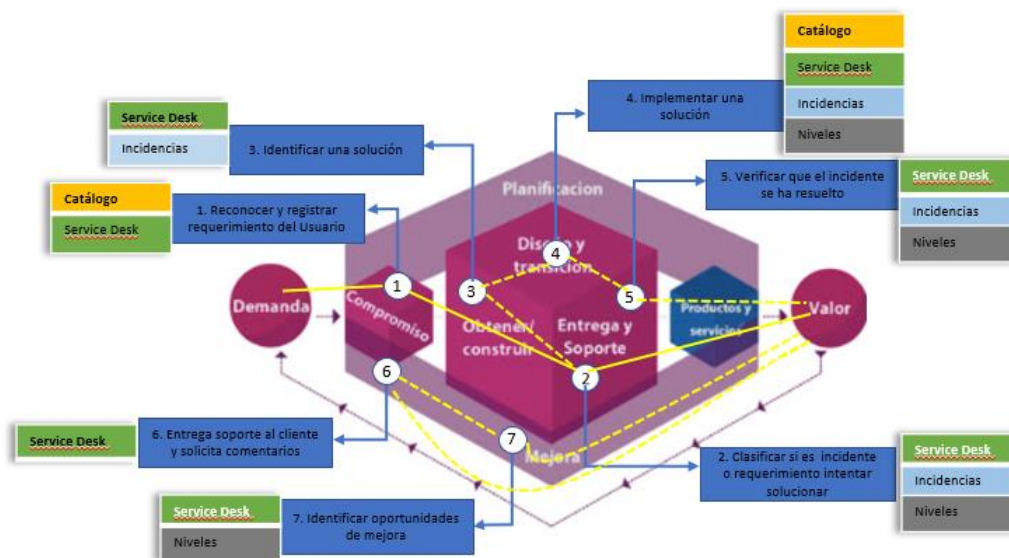 Catálogo
Service Desk
Incidencias
Niveles
4. Implementar una
solución
Service Desk
Incidencias
3. Identificar una solución
5. Verificar que el incidente
se ha resuelto
Service Desk
Incidencias
Niveles
Catálogo
Service Desk
1. Reconocer y registrar
requerimiento del Usuario
Planificacion
Diseño y
transición
4
1
3
5
Demanda
Compromiso
Obtener/
construir
Entrega y
Soporte
Productos y
servicios
Valor
2
6
7
Mejora
Service Desk
6. Entrega soporte al cliente
y solicita comentarios
2. Clasificar si es incidente
o requerimiento intentar
solucionar
Service Desk
Incidencias
Niveles
Service Desk
Niveles
7. Identificar oportunidades
de mejora